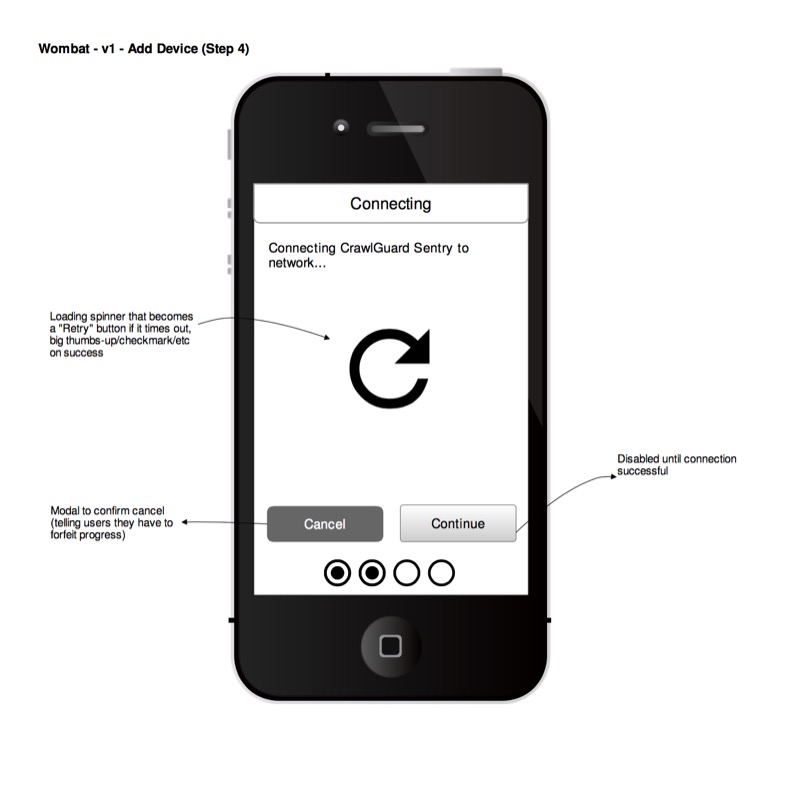 Wombat - v1 - Add Device (Step 4)
Connecting
Connecting CrawlGuard Sentry to
network...
Loading spinner that becomes
a "Retry" button if it times out,
big thumbs-up/checkmark/etc
on success
Disabled until connection
successful
Modal to confirm cancel
(telling users they have to
forfeit progress)
Cancel
Continue